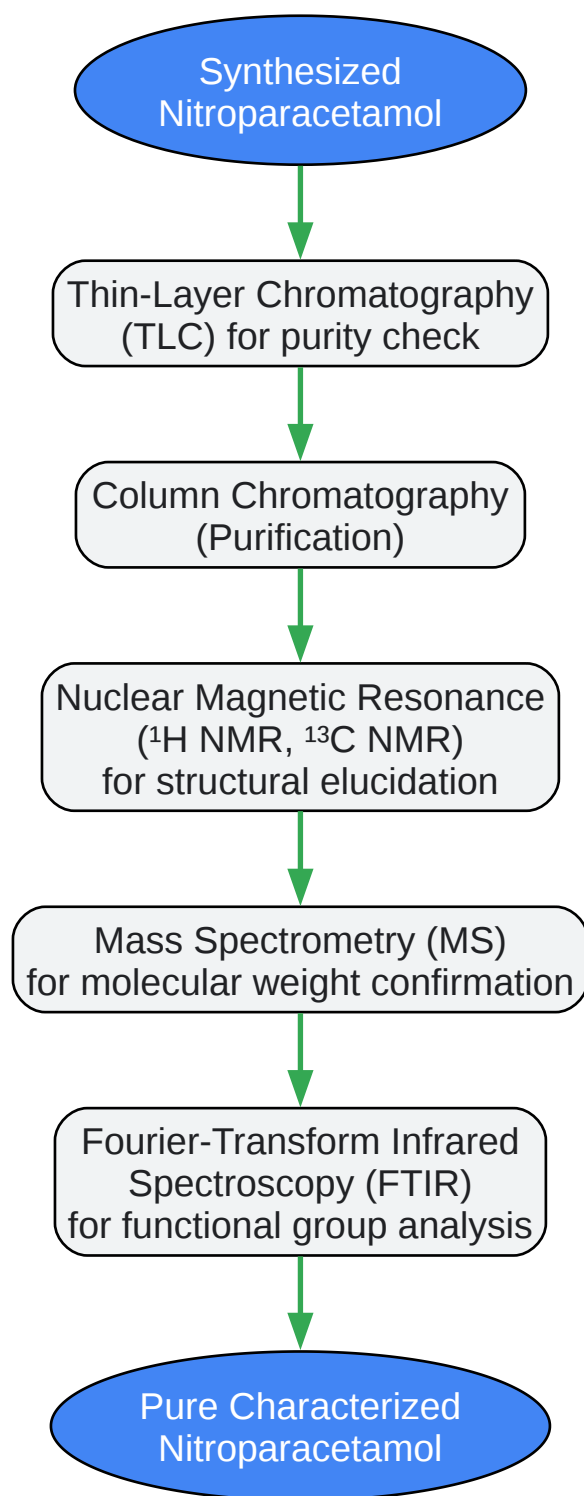 Synthesized
Nitroparacetamol
Thin-Layer Chromatography
(TLC) for purity check
Column Chromatography
(Purification)
Nuclear Magnetic Resonance
(¹H NMR, ¹³C NMR)
for structural elucidation
Mass Spectrometry (MS)
for molecular weight confirmation
Fourier-Transform Infrared
Spectroscopy (FTIR)
for functional group analysis
Pure Characterized
Nitroparacetamol